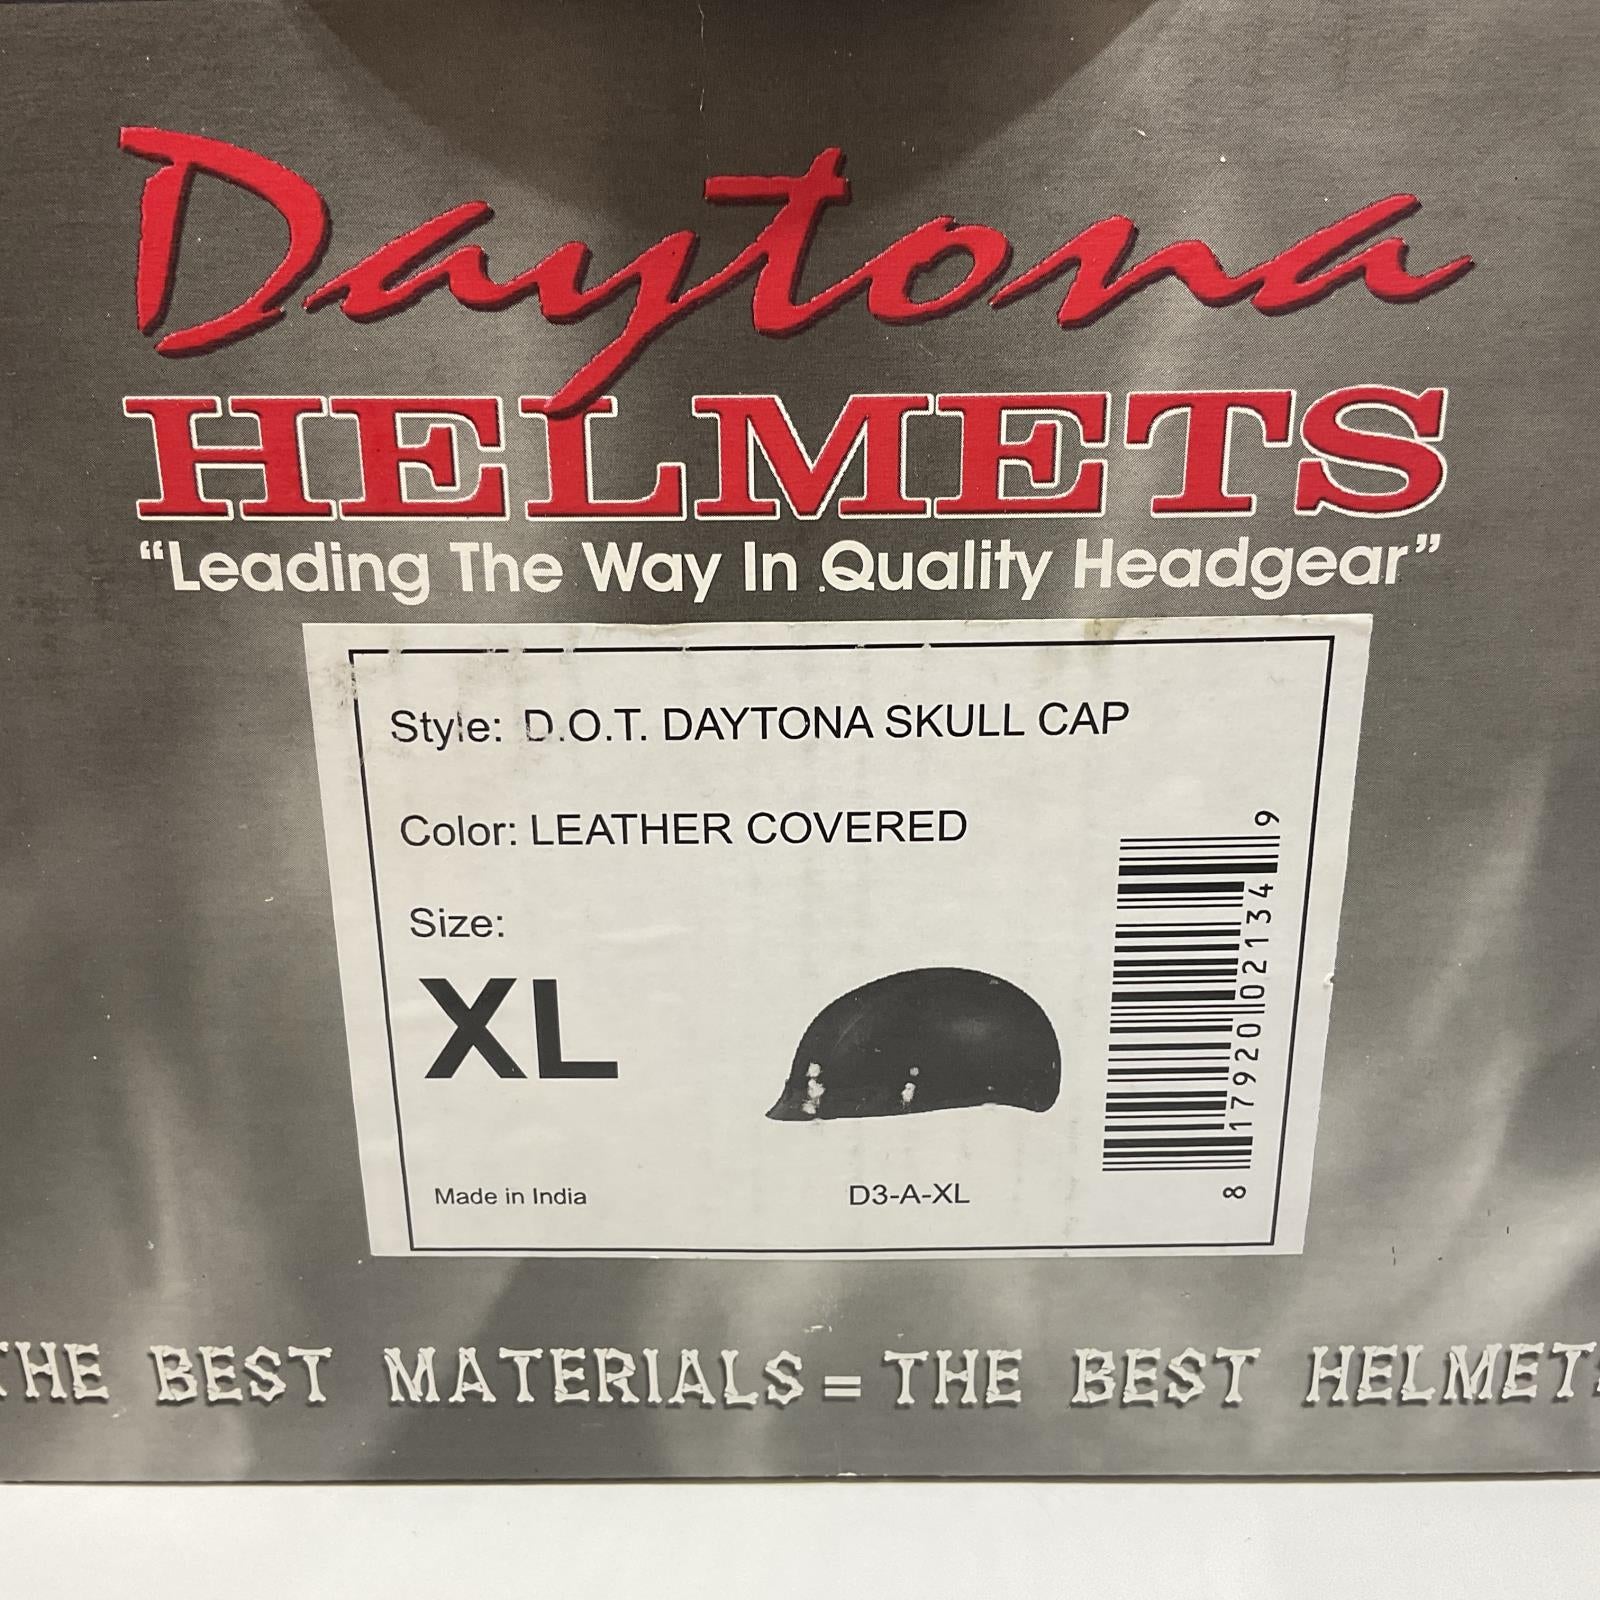 Daytona
HELMETS
“Leading The Way In Quality Headgear”
Style: D.O.T. DAYTONA SKULL CAP
Color: LEATHER COVERED
Size:
XL
Made in India
D3-A-XL
8 17920 02134 9
THE BEST MATERIALS = THE BEST HELMETS